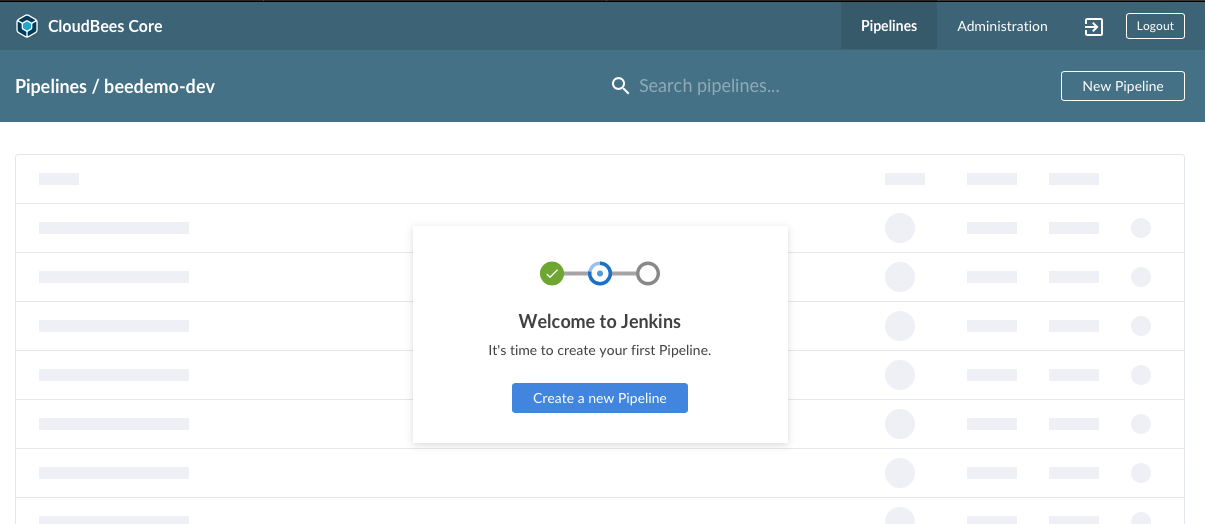 CloudBees Core
Pipelines
Administration
Logout
Pipelines / beedemo-dev
Search pipelines...
New Pipeline
Welcome to Jenkins
It's time to create your first Pipeline.
Create a new Pipeline